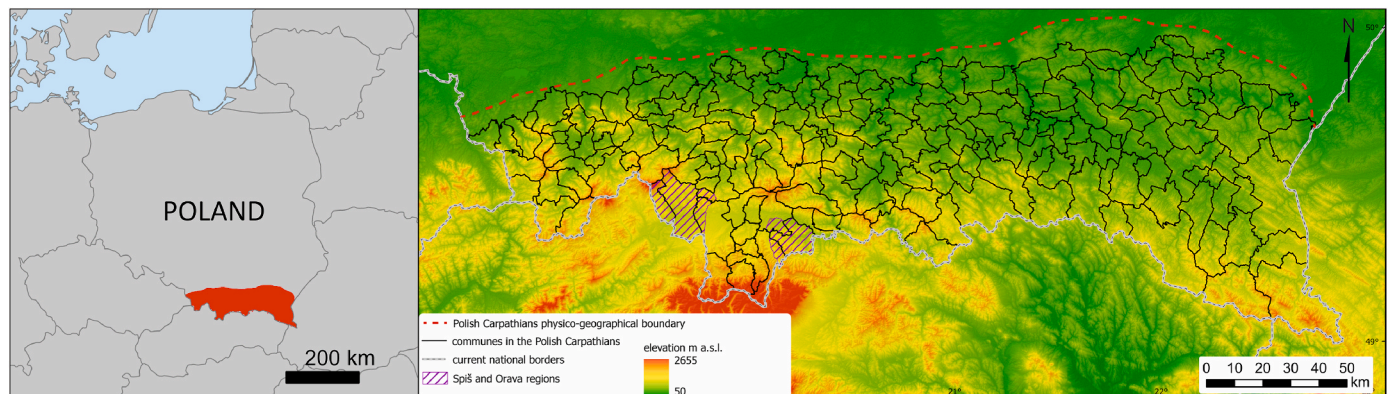 POLAND
200 km
N
50°
Polish Carpathians physico-geographical boundary
communes in the Polish Carpathians
current national borders
Spiš and Orava regions
elevation m a.s.l.
2655
50
49°
21°
22°
0 10 20 30 40 50
km